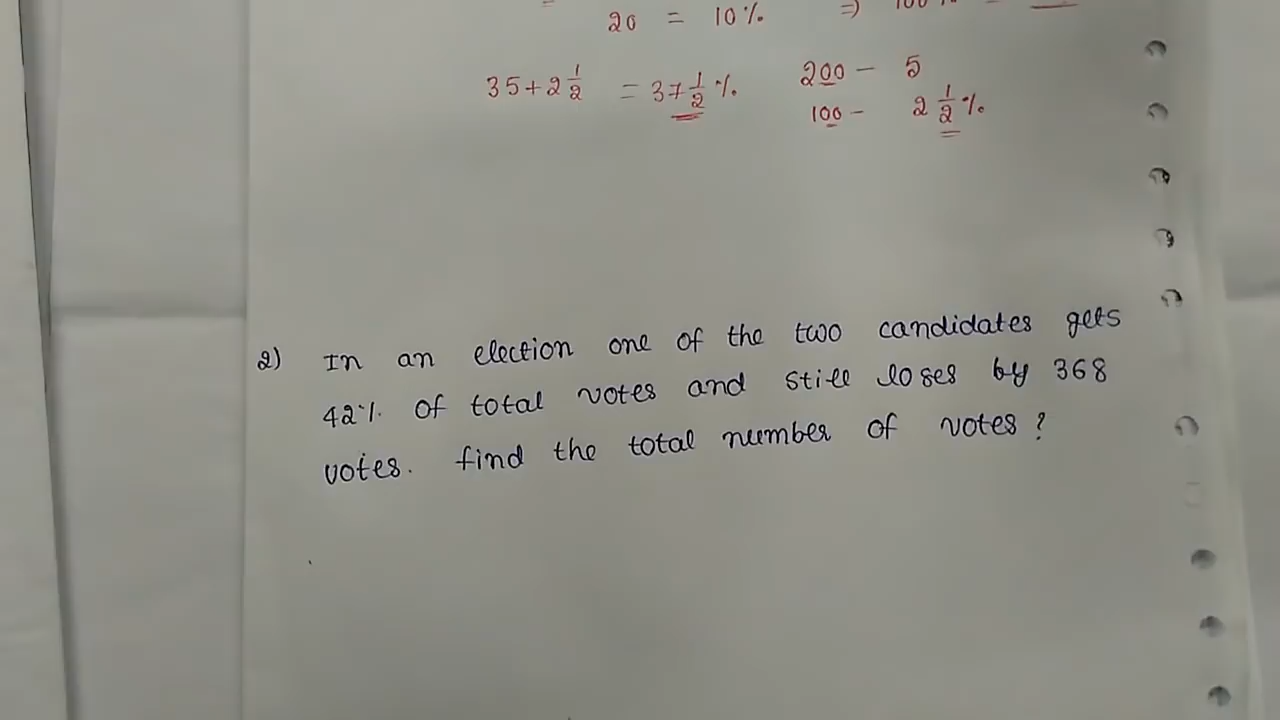 20 = 10% ⇒
35+2 1/2 = 37 1/2 % 200 - 5
100 - 2 1/2 %
2) In an election one of the two candidates gets
42% of total votes and still loses by 368
votes. find the total number of votes?